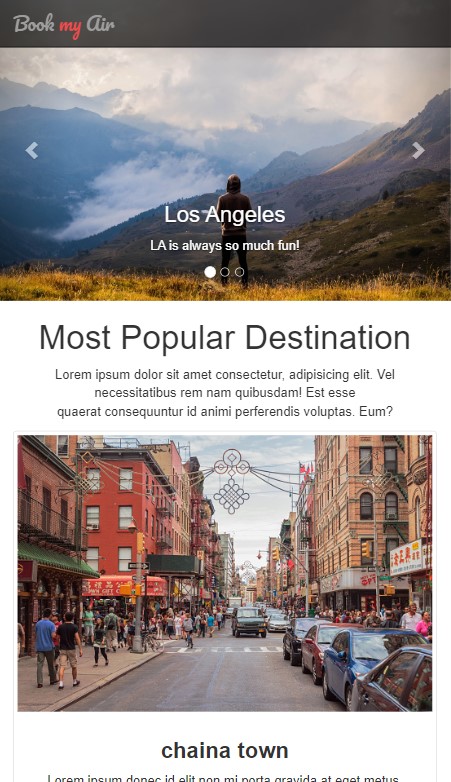 Book my Air
Los Angeles
LA is always so much fun!
Most Popular Destination
Lorem ipsum dolor sit amet consectetur, adipisicing elit. Vel
necessitatibus rem nam quibusdam! Est esse
quaerat consequuntur id animi perferendis voluptas. Eum?
chaina town
Lorem ipsum donec id elit non mi porta gravida at eget metus